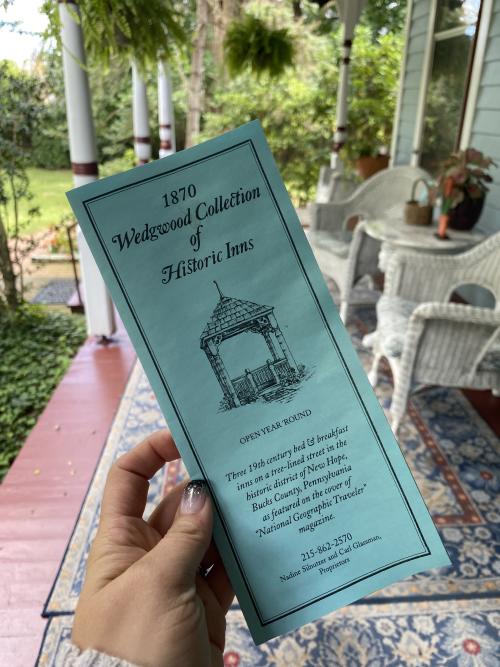 1870
Wedgwood Collection
of
Historic Inns
OPEN YEAR 'ROUND
Three 19th century bed & breakfast
inns on a tree-lined street in the
historic district of New Hope,
Bucks County, Pennsylvania
as featured on the cover of
"National Geographic Traveler"
magazine.
215-862-2570
Nadine Silnutzer and Carl Glassman,
Proprietors